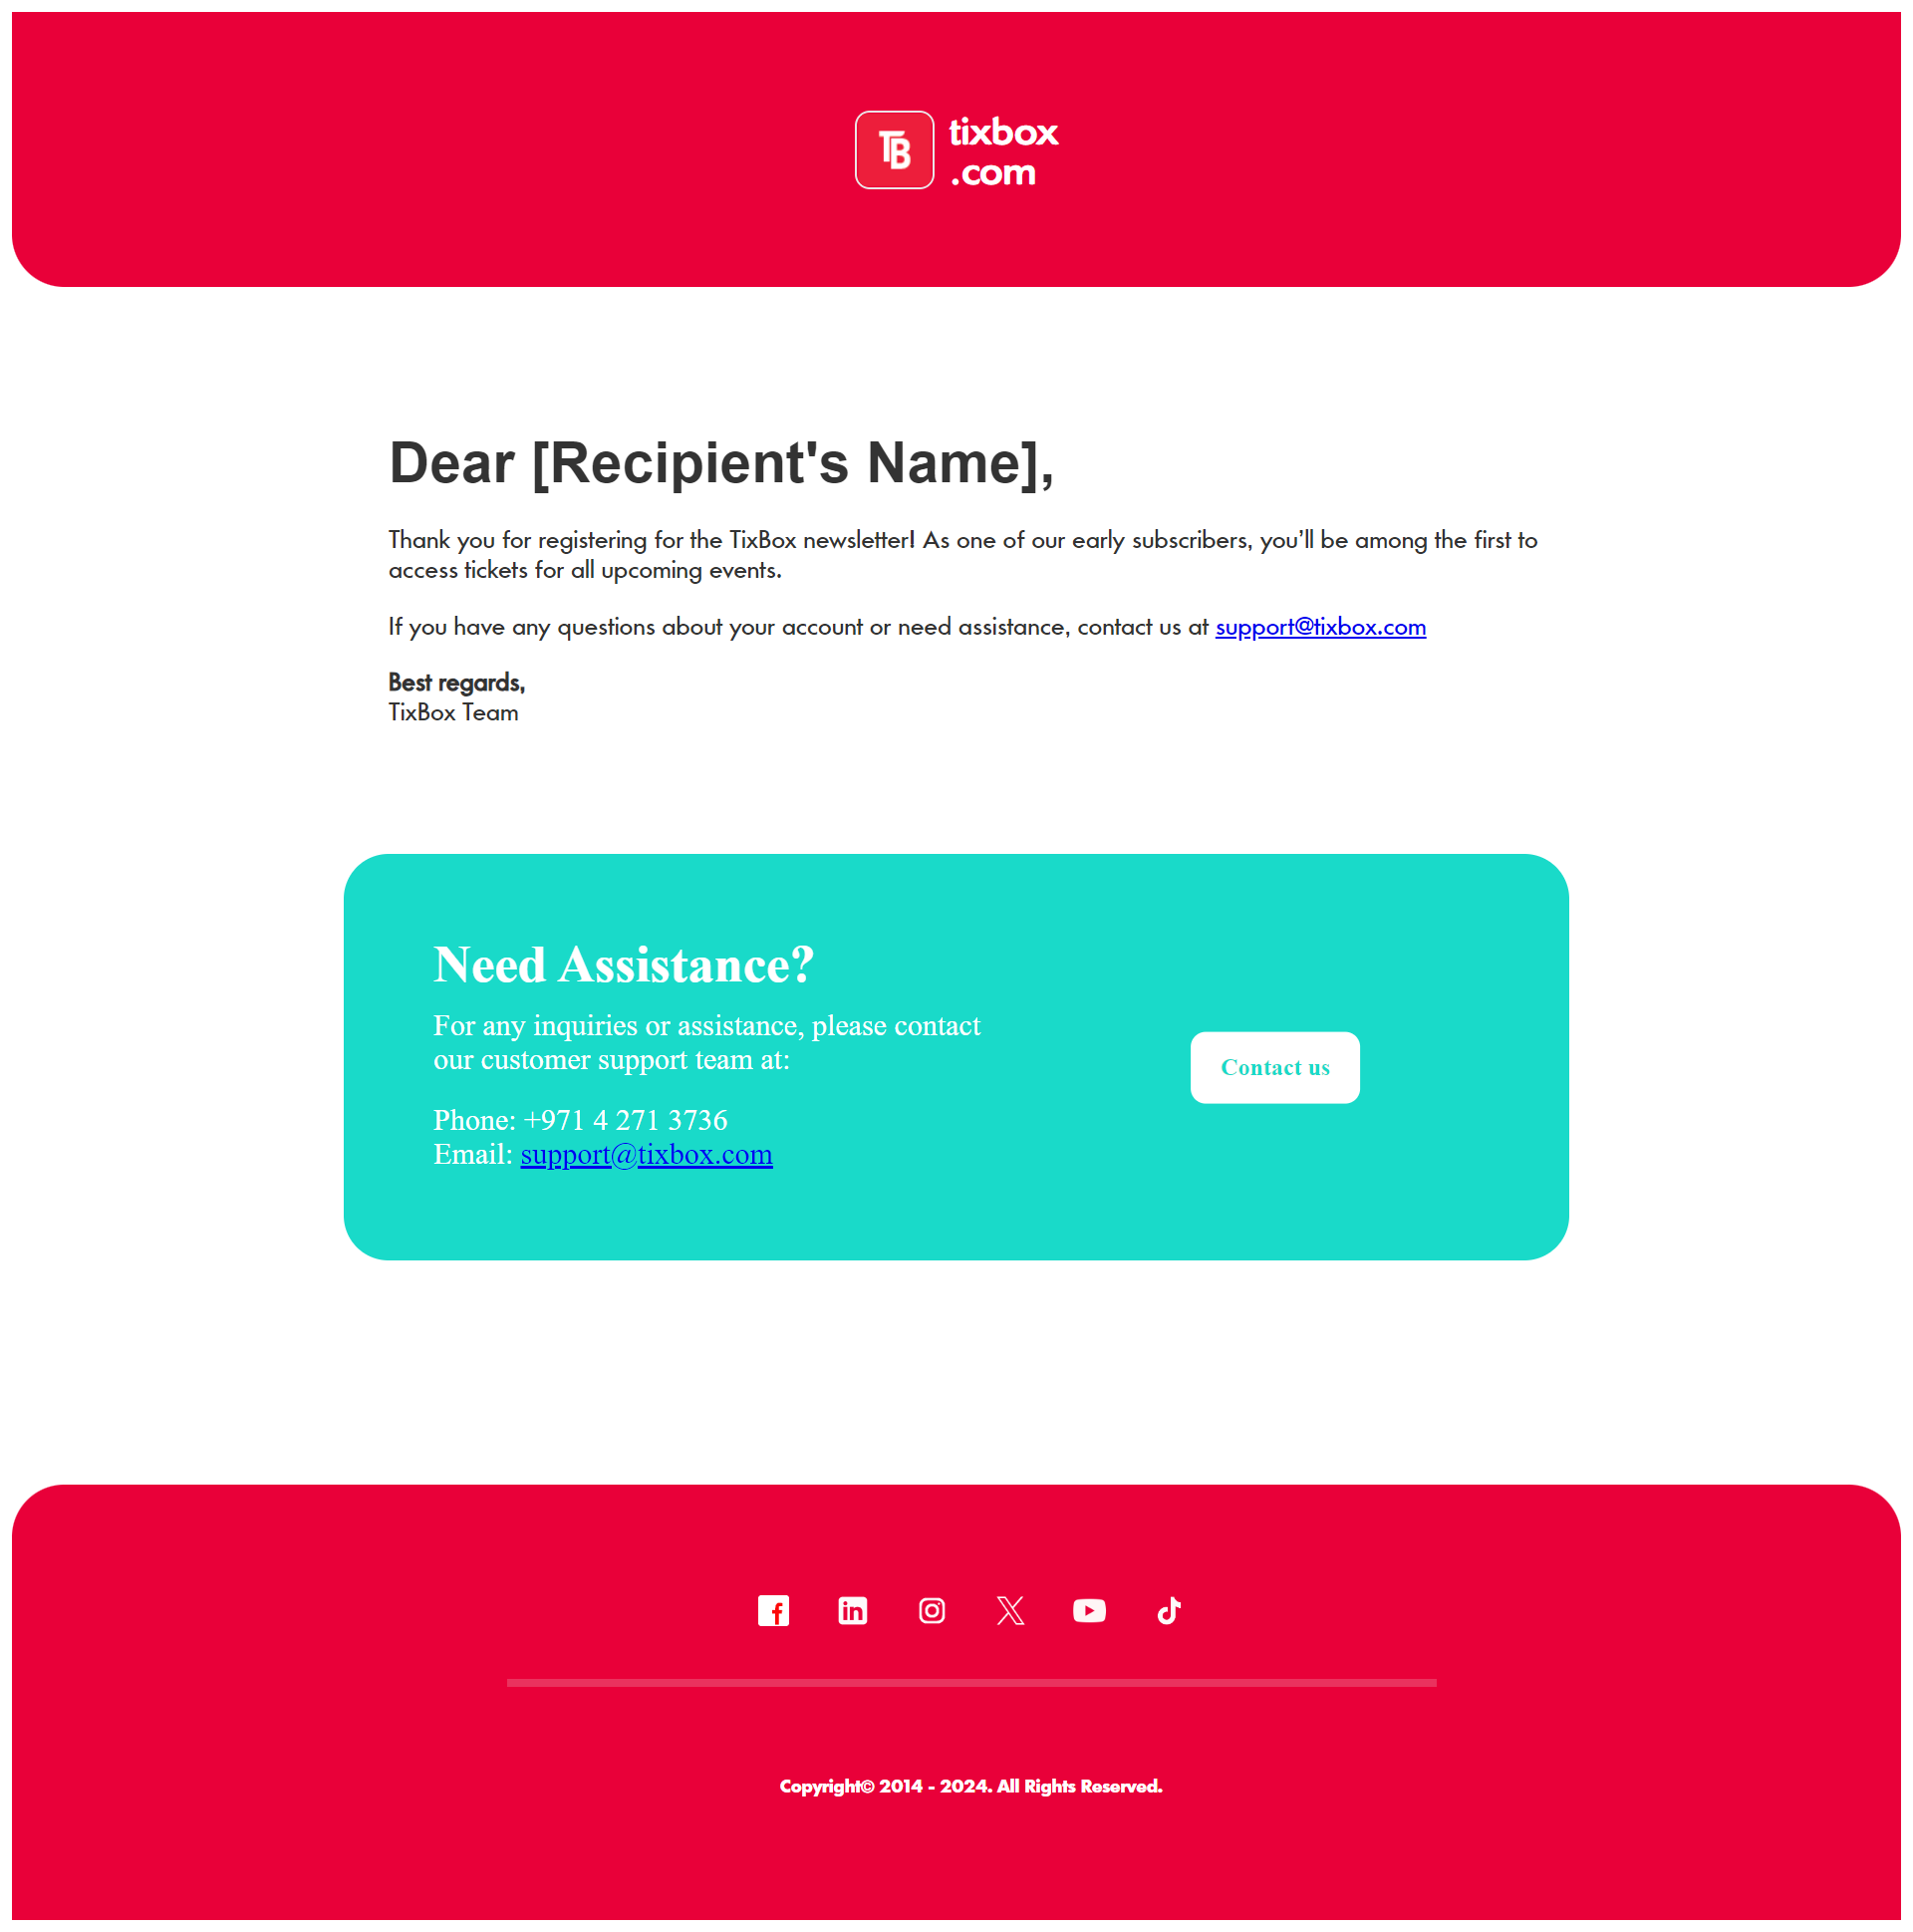 TB
tixbox
.com
Dear [Recipient's Name],
Thank you for registering for the TixBox newsletter! As one of our early subscribers, you’ll be among the first to
access tickets for all upcoming events.
If you have any questions about your account or need assistance, contact us at support@tixbox.com
Best regards,
TixBox Team
Need Assistance?
For any inquiries or assistance, please contact
our customer support team at:
Contact us
Phone: +971 4 271 3736
Email: support@tixbox.com
Copyright© 2014 - 2024. All Rights Reserved.